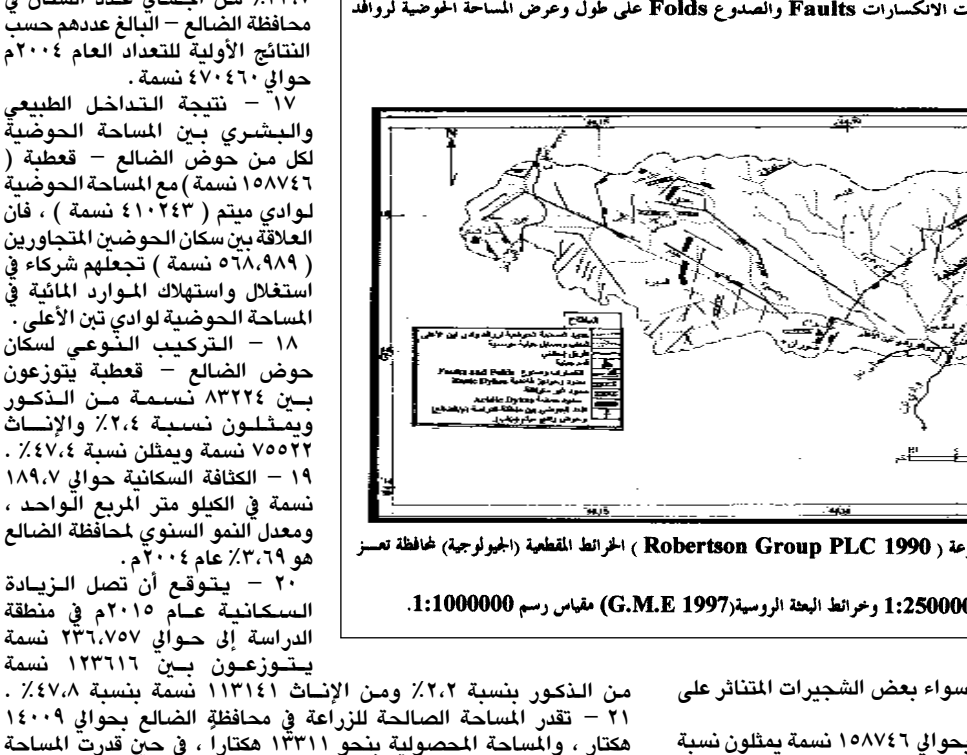 ت الانكسارات Faults والصدوع Folds على طول وعرض المساحة الحوضية لروافد
محافظة الضالع – البالغ عددهم حسب
النتائج الأولية للتعداد العام ٢٠٠٤م
حوالي ٤٧٠٤٦٠ نسمة .
١٧ – نتيجة التداخل الطبيعي
والبشري بين المساحة الحوضية
لكل من حوض الضالع – قعطبة (
١٥٨٧٤٦ نسمة ) مع المساحة الحوضية
لوادي ميتم ( ٤١٠٢٤٣ نسمة ) ، فان
العلاقة بين سكان الحوضين المتجاورين
( ٥٦٨،٩٨٩ نسمة ) تجعلهم شركاء في
استغلال واستهلاك الموارد المائية في
المساحة الحوضية لوادي تبن الأعلى .
١٨ – التركيب النوعي لسكان
حوض الضالع – قعطبة يتوزعون
بين ٨٣٢٢٤ نسمة من الذكور
ويمثلون نسبة ٢،٤٪ والإناث
٧٥٥٢٢ نسمة ويمثلن نسبة ٤٧،٤٪ .
١٩ – الكثافة السكانية حوالي ١٨٩،٧
نسمة في الكيلو متر المربع الواحد ،
ومعدل النمو السنوي لمحافظة الضالع
هو ٣،٦٩٪ عام ٢٠٠٤م .
٢٠ – يتوقع أن تصل الزيادة
السكانية عام ٢٠١٥م في منطقة
الدراسة إلى حوالي ٢٣٦،٧٥٧ نسمة
يتوزعون بين ١٢٣٦١٦ نسمة
من الذكور بنسبة ٢،٢٪ ومن الإناث ١١٣١٤١ نسمة بنسبة ٤٧،٨٪ .
٢١ – تقدر المساحة الصالحة للزراعة في محافظة الضالع بحوالي ١٤٠٠٩
هكتار ، والمساحة المحصولية بنحو ١٣٣١١ هكتارا ، في حين قدرت المساحة
Faults and Folds
Basic Dykes
Acidic Dykes
وعة ( Robertson Group PLC 1990 ) الخرائط المقطعية (الجيولوجية) محافظة تعز
1:250000 وخرائط البعثة الروسية(G.M.E 1997) مقياس رسم 1:1000000.
سواء بعض الشجيرات المتناثر على
بحوالي ١٥٨٧٤٦ نسمة يمثلون نسبة